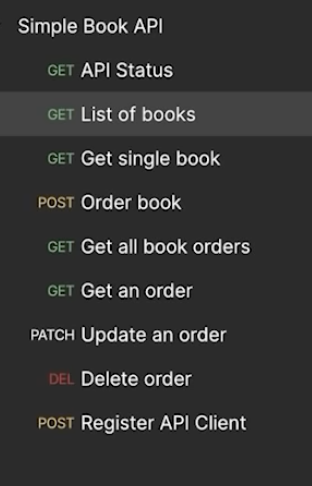 Simple Book API
GET API Status
GET List of books
GET Get single book
POST Order book
GET Get all book orders
GET Get an order
PATCH Update an order
DEL Delete order
POST Register API Client